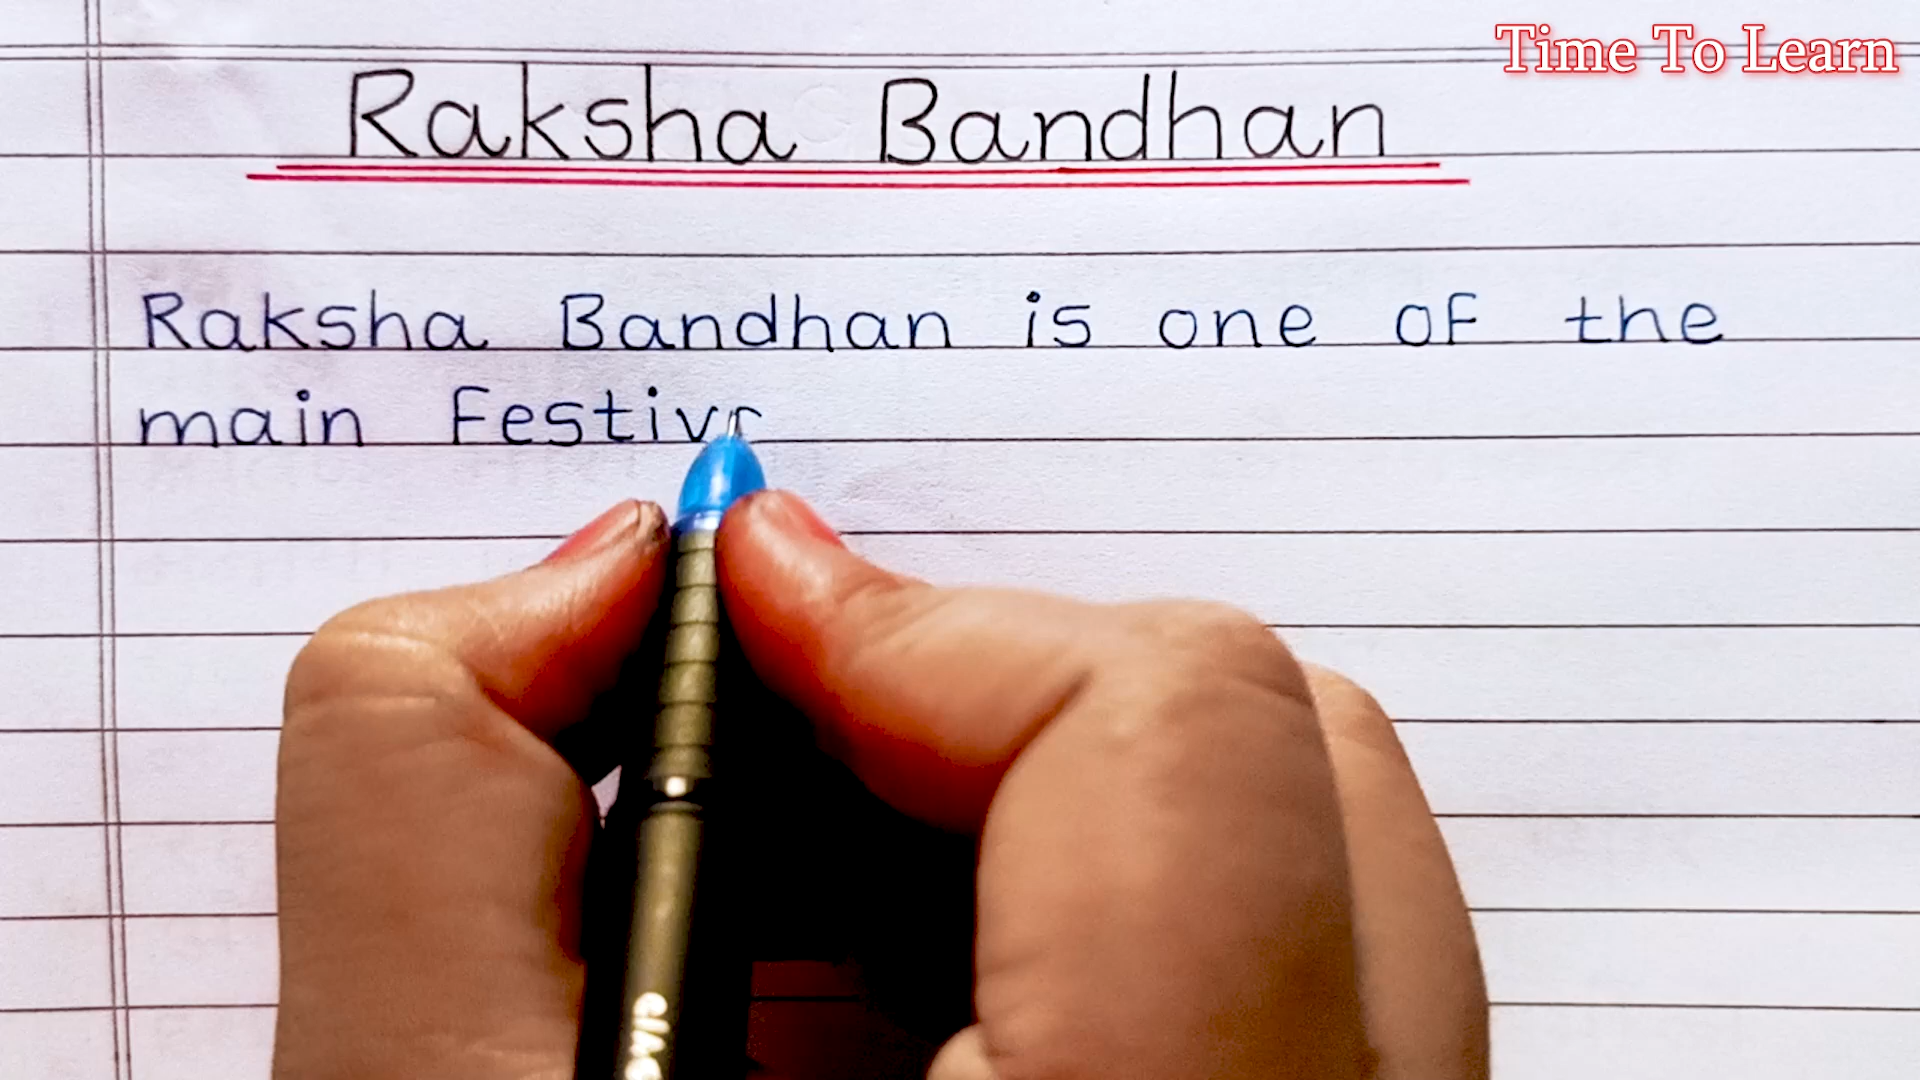 Time To Learn
Raksha Bandhan
Raksha Bandhan is one of the
main Festiv